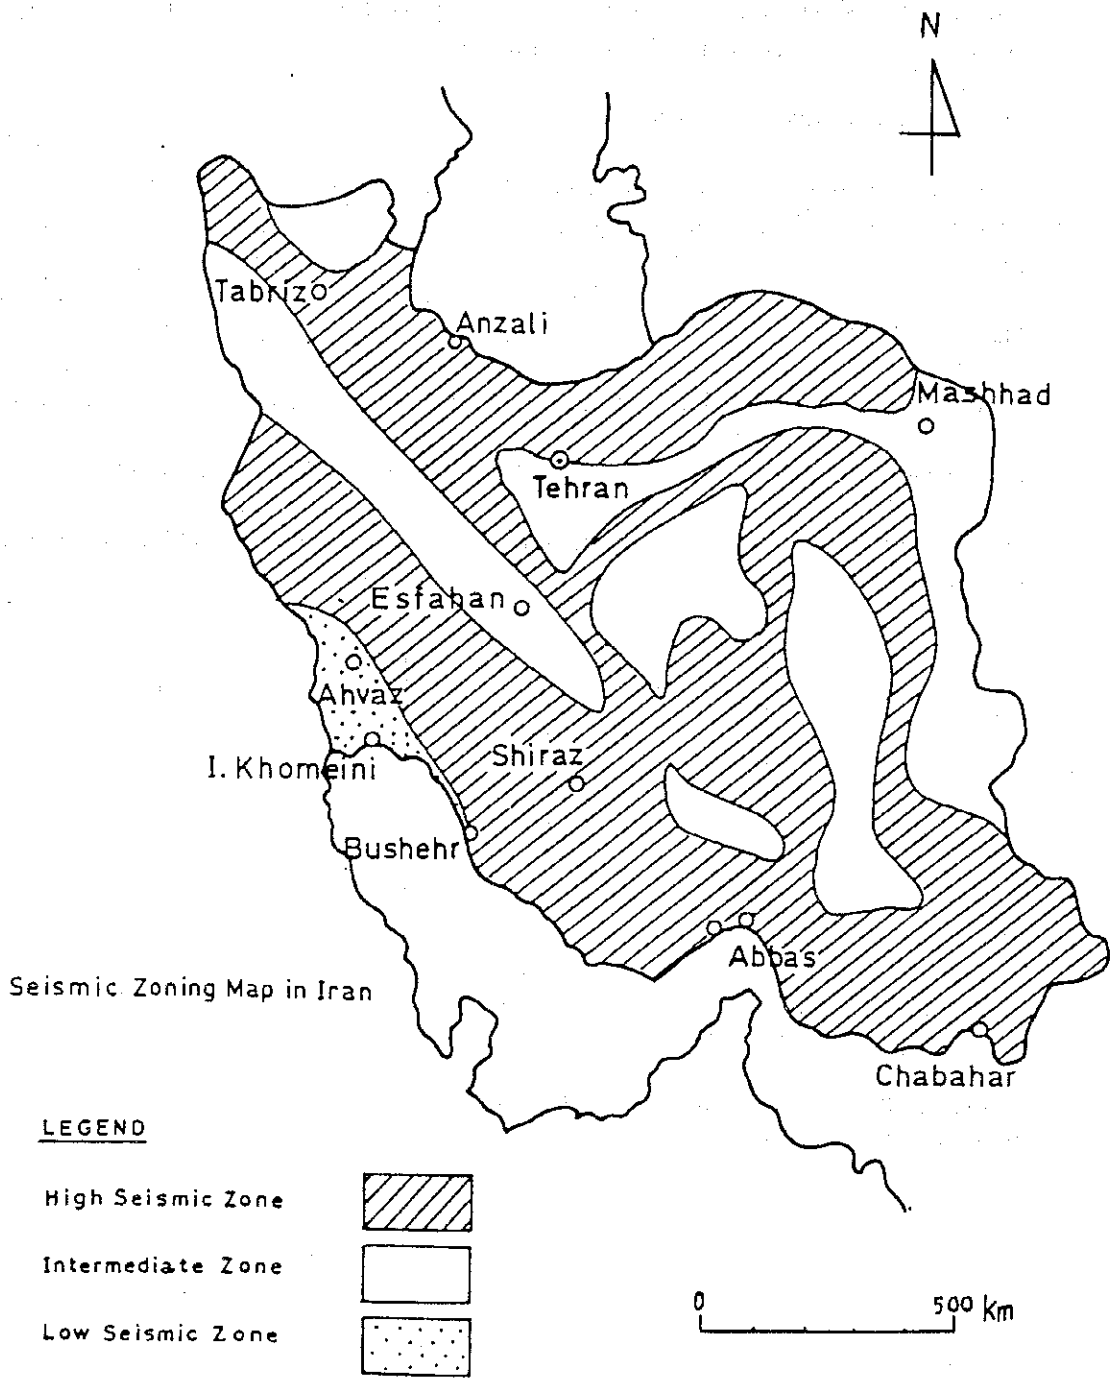 N
Tabriz
Anzali
Mashhad
Tehran
Esfahan
Ahvaz
I. Khomeini
Shiraz
Bushehr
Abbas
Seismic Zoning Map in Iran
Chabahar
LEGEND
High Seismic Zone
Intermediate Zone
Low Seismic Zone
0 500 km